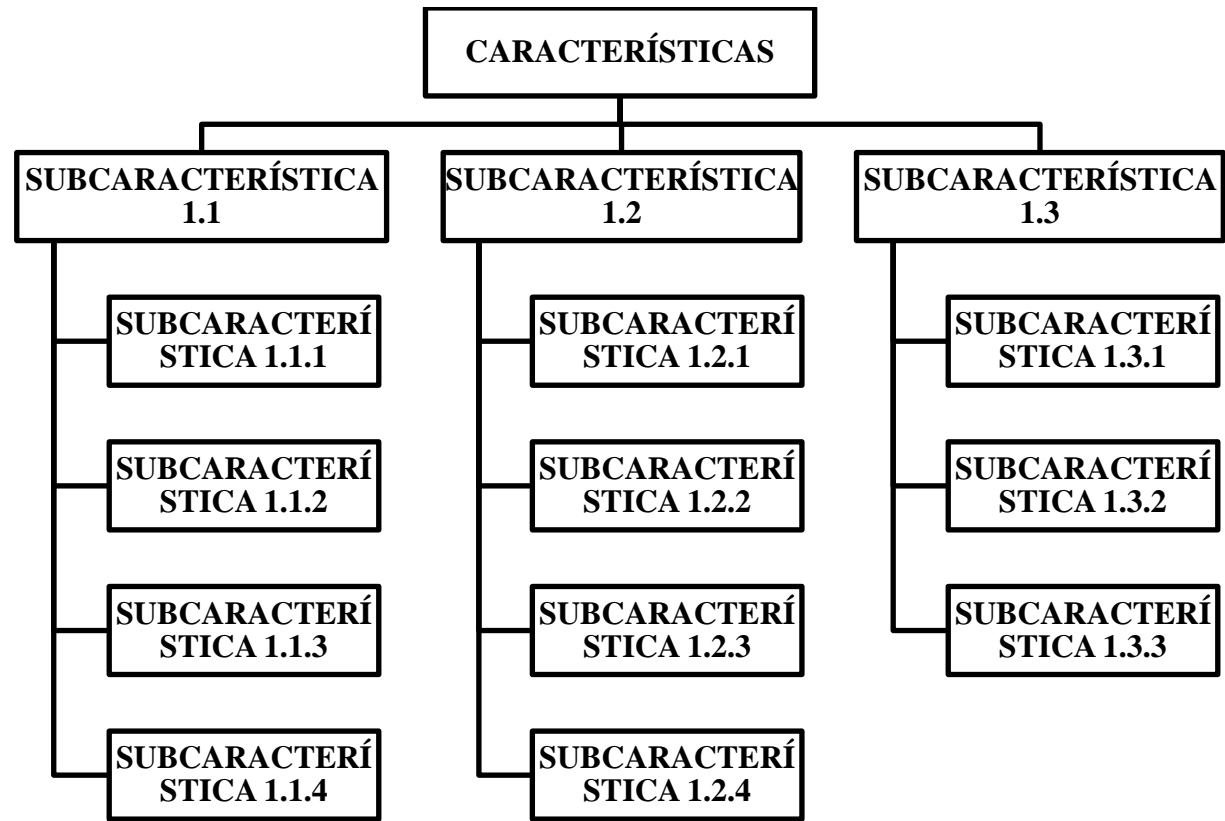 CARACTERÍSTICAS
SUBCARACTERÍSTICA
1.1
SUBCARACTERÍ
STICA 1.1.1
SUBCARACTERÍ
STICA 1.1.2
SUBCARACTERÍ
STICA 1.1.3
SUBCARACTERÍ
STICA 1.1.4
SUBCARACTERÍSTICA
1.2
SUBCARACTERÍ
STICA 1.2.1
SUBCARACTERÍ
STICA 1.2.2
SUBCARACTERÍ
STICA 1.2.3
SUBCARACTERÍ
STICA 1.2.4
SUBCARACTERÍSTICA
1.3
SUBCARACTERÍ
STICA 1.3.1
SUBCARACTERÍ
STICA 1.3.2
SUBCARACTERÍ
STICA 1.3.3